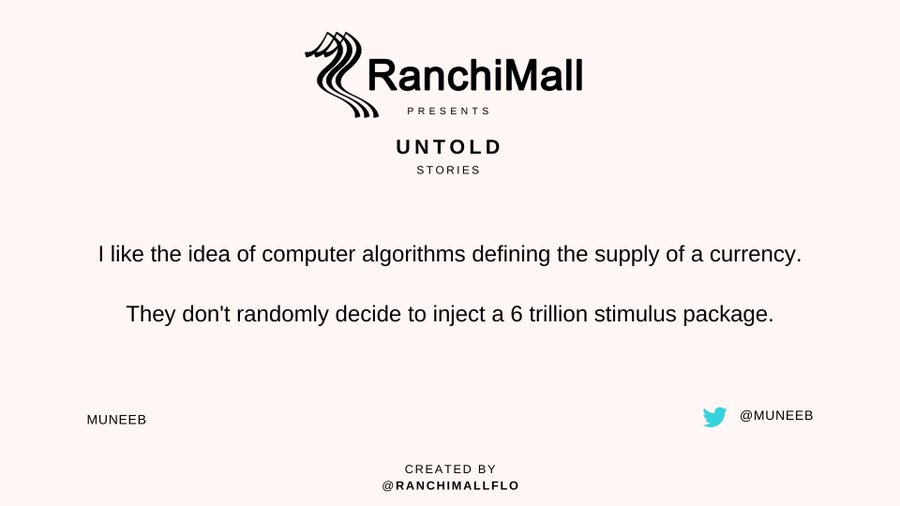 RanchiMall
PRESENTS
UNTOLD
STORIES
I like the idea of computer algorithms defining the supply of a currency.
They don't randomly decide to inject a 6 trillion stimulus package.
MUNEEB
@MUNEEB
CREATED BY
@RANCHIMALLFLO